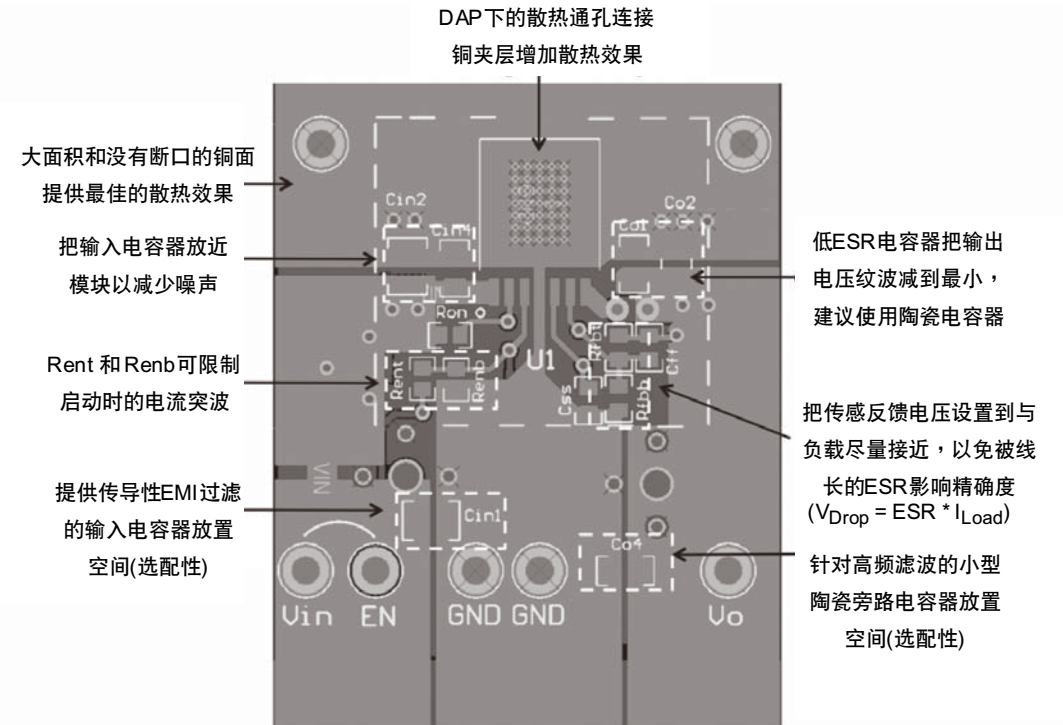 DAP下的散热通孔连接
铜夹层增加散热效果
大面积和没有断口的铜面
提供最佳的散热效果
把输入电容器放近
模块以减少噪声
Rent 和Renb可限制
启动时的电流突波
提供传导性EMI过滤
的输入电容器放置
空间(选配性)
Cin2
Co2
Co1
Ron
U1
Rent
Renb
Rfbt
Cff
Css
Rfbb
VIN
Cin1
Co4
Vin
EN
GND
GND
Vo
低ESR电容器把输出
电压纹波减到最小，
建议使用陶瓷电容器
把传感反馈电压设置到与
负载尽量接近，以免被线
长的ESR影响精确度
(VDrop = ESR * ILoad)
针对高频滤波的小型
陶瓷旁路电容器放置
空间(选配性)